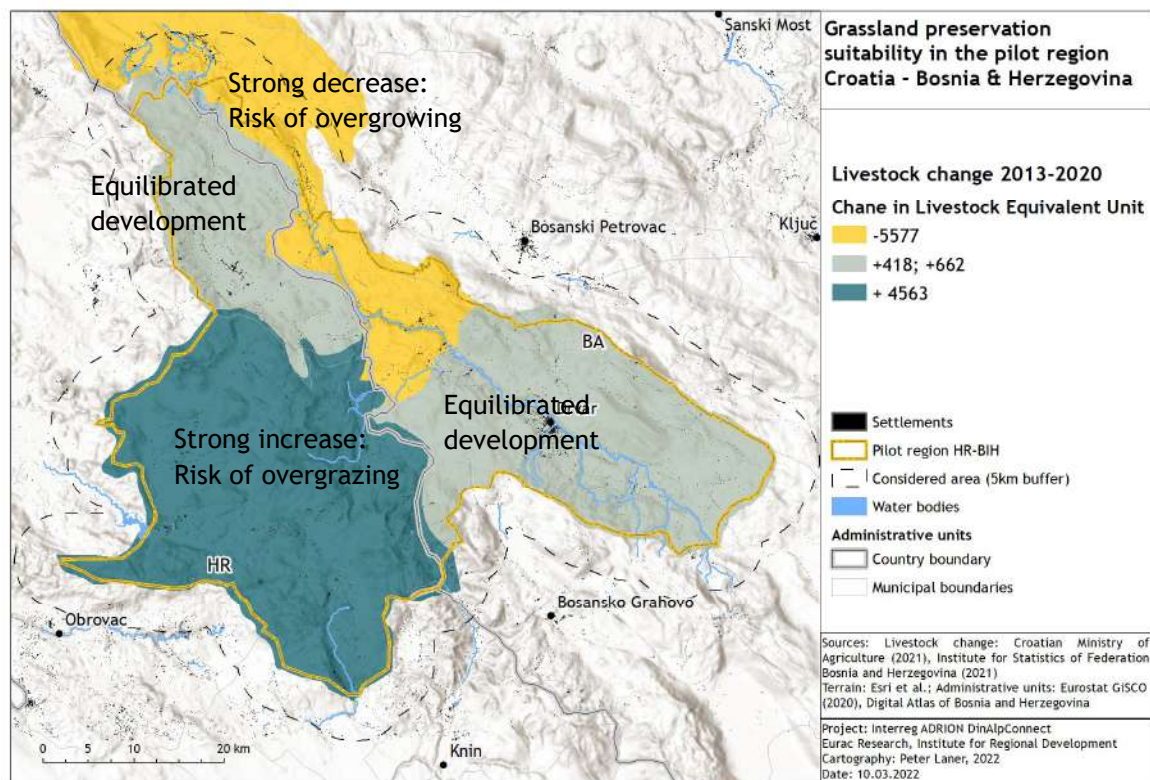 Sanski Most
Strong decrease:
Risk of overgrowing
Equilibrated
development
Bosanski Petrovac
Ključ
BA
Equilibrated
development
Drvar
Strong increase:
Risk of overgrazing
HR
Obrovac
Bosansko Grahovo
Knin
0 5 10 20 km
Grassland preservation
suitability in the pilot region
Croatia - Bosnia & Herzegovina
Livestock change 2013-2020
Chane in Livestock Equivalent Unit
-5577
+418; +662
+ 4563
Settlements
Pilot region HR-BIH
Considered area (5km buffer)
Water bodies
Administrative units
Country boundary
Municipal boundaries
Sources: Livestock change: Croatian Ministry of
Agriculture (2021), Institute for Statistics of Federation
Bosnia and Herzegovina (2021)
Terrain: Esri et al.; Administrative units: Eurostat GiSCO
(2020), Digital Atlas of Bosnia and Herzegovina
Project: Interreg ADRION DinAlpConnect
Eurac Research, Institute for Regional Development
Cartography: Peter Laner, 2022
Date: 10.03.2022